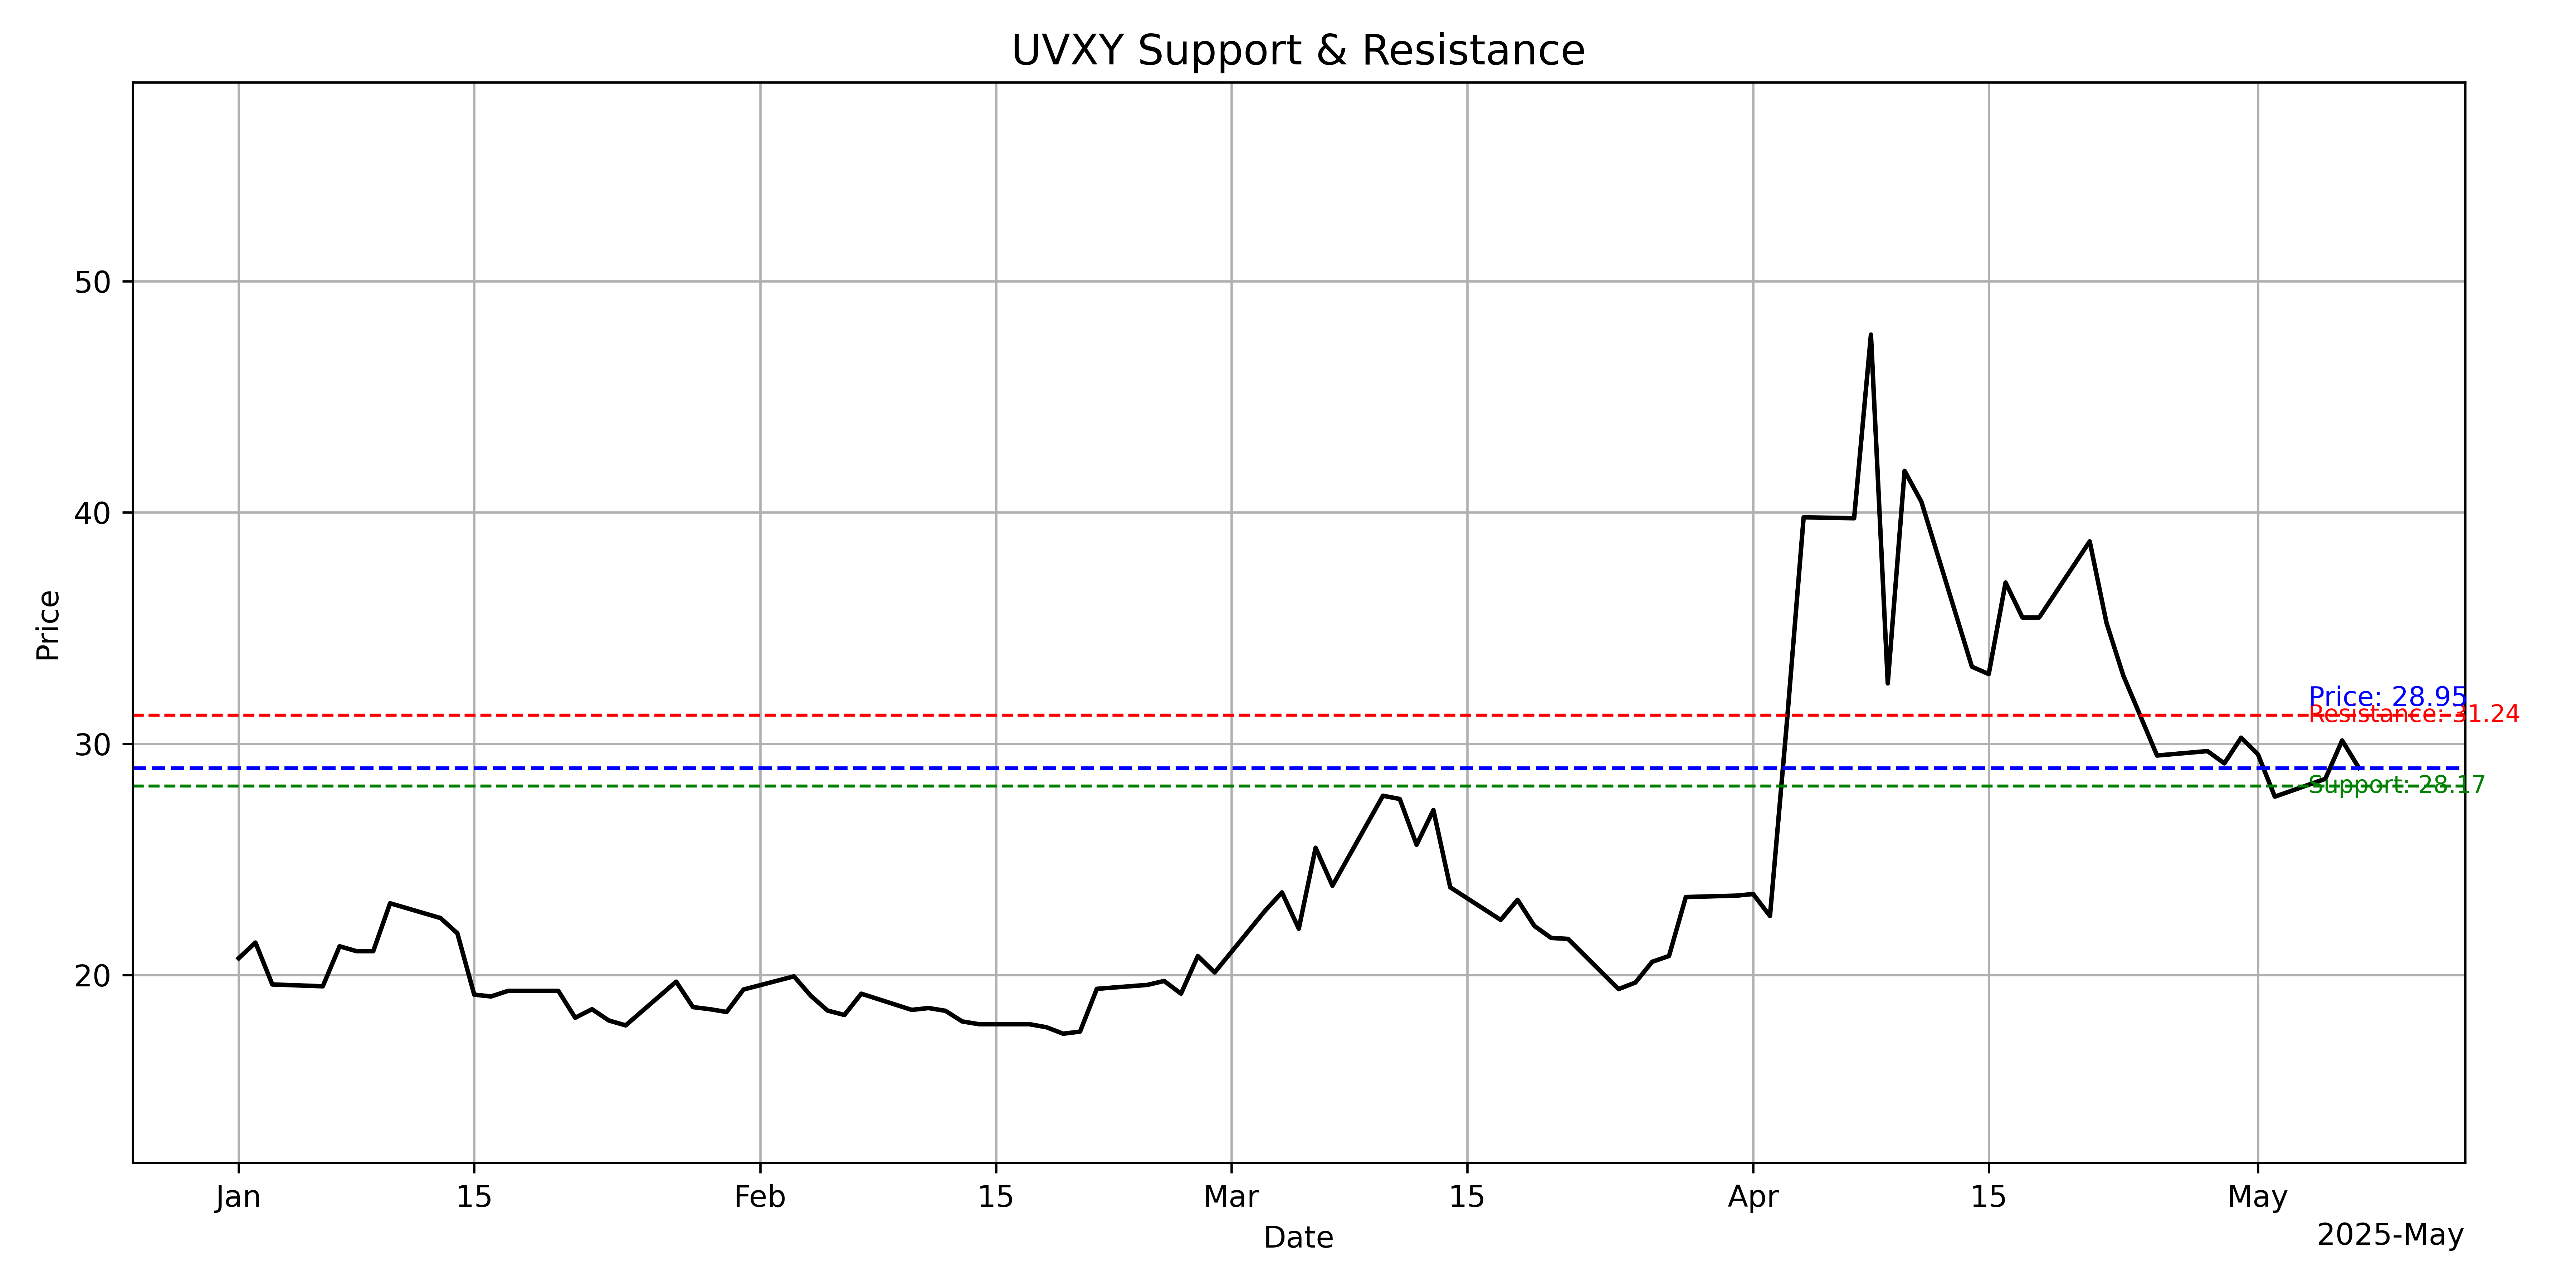 UVXY Support & Resistance
50
40
30
20
Price
Price: 28.95
Resistance: 31.24
Support: 28.17
Jan 15 Feb 15 Mar 15 Apr 15 May
Date
2025-May